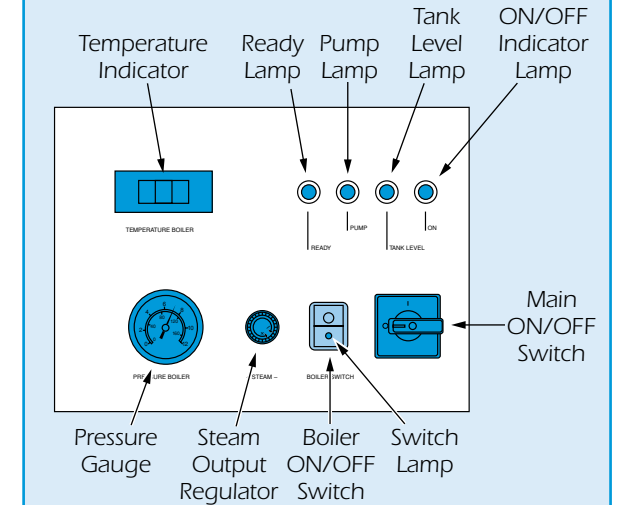 Temperature
Indicator
Ready
Lamp
Pump
Lamp
Tank
Level
Lamp
ON/OFF
Indicator
Lamp
TEMPERATURE BOILER
READY
PUMP
TANK LEVEL
ON
PRESSURE BOILER
STEAM –
BOILER SWITCH
I
O
Main
ON/OFF
Switch
Pressure
Gauge
Steam
Output
Regulator
Boiler
ON/OFF
Switch
Switch
Lamp